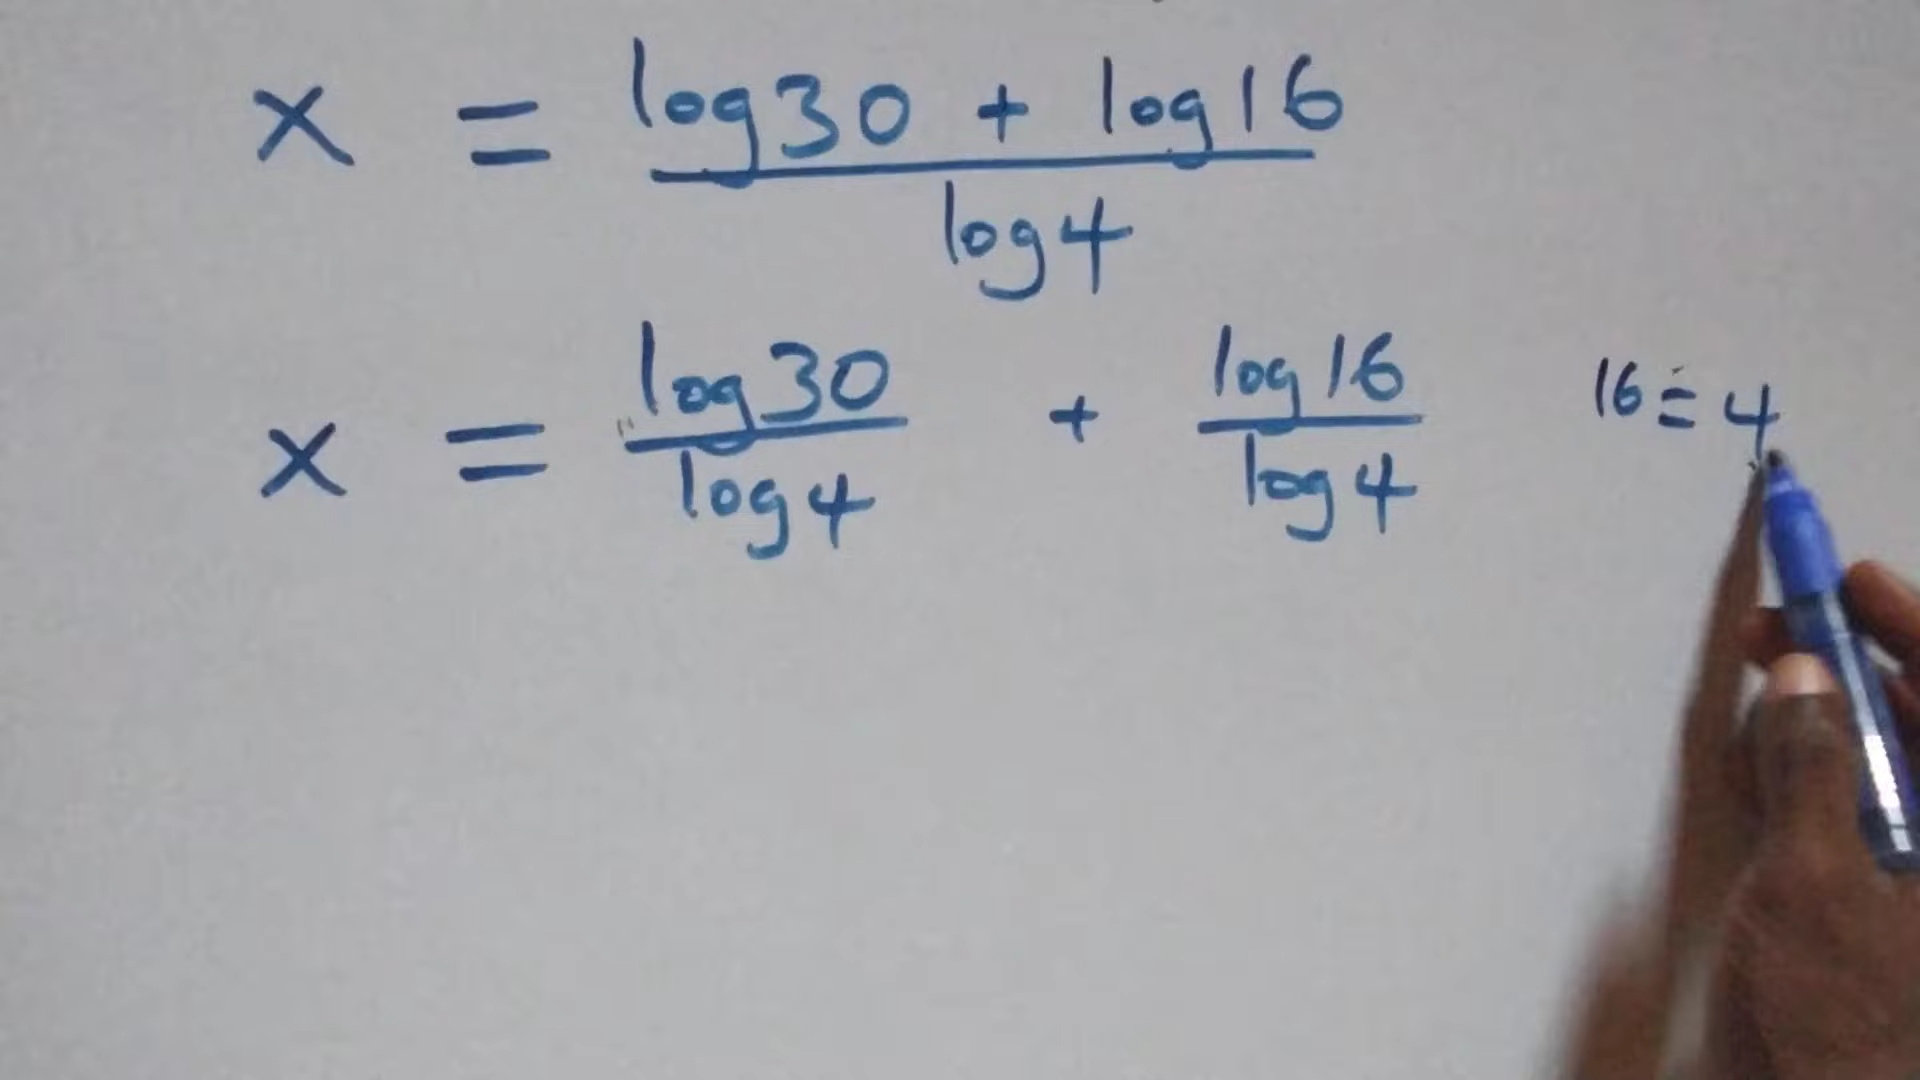 x = log30 + log16
log4
x = log30 + log16 16 = 4
log4 log4